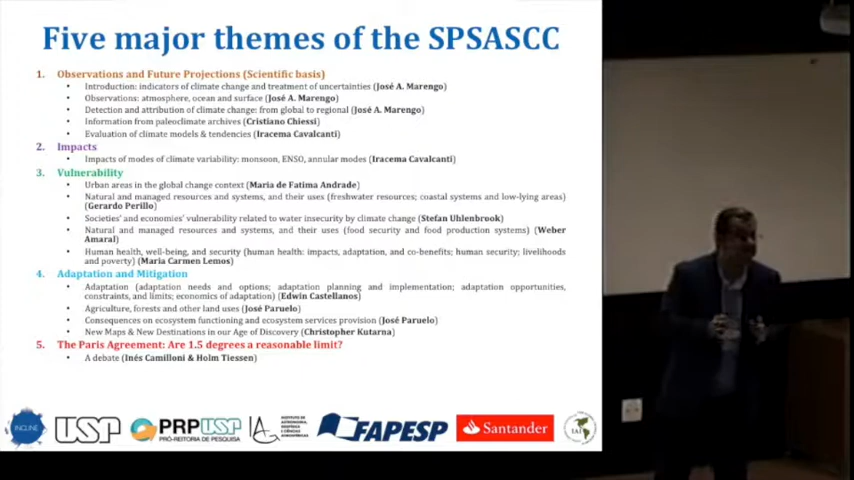 Five major themes of the SPSASCC
1. Observations and Future Projections (Scientific basis)
• Introduction: indicators of climate change and treatment of uncertainties (José A. Marengo)
• Observations: atmosphere, ocean and surface (José A. Marengo)
• Detection and attribution of climate change: from global to regional (José A. Marengo)
• Information from paleoclimate archives (Cristiano Chiessi)
• Evaluation of climate models & tendencies (Iracema Cavalcanti)
2. Impacts
• Impacts of modes of climate variability: monsoon, ENSO, annular modes (Iracema Cavalcanti)
3. Vulnerability
• Urban areas in the global change context (Maria de Fatima Andrade)
• Natural and managed resources and systems, and their uses (freshwater resources; coastal systems and low-lying areas)
(Gerardo Perillo)
• Societies' and economies' vulnerability related to water insecurity by climate change (Stefan Uhlenbrook)
• Natural and managed resources and systems, and their uses (food security and food production systems) (Weber
Amaral)
• Human health, well-being, and security (human health: impacts, adaptation, and co-benefits; human security; livelihoods
and poverty) (Maria Carmen Lemos)
4. Adaptation and Mitigation
• Adaptation (adaptation needs and options; adaptation planning and implementation; adaptation opportunities,
constraints, and limits; economics of adaptation) (Edwin Castellanos)
• Agriculture, forests and other land uses (José Paruelo)
• Consequences on ecosystem functioning and ecosystem services provision (José Paruelo)
• New Maps & New Destinations in our Age of Discovery (Christopher Kutarna)
5. The Paris Agreement: Are 1.5 degrees a reasonable limit?
• A debate (Inés Camilloni & Holm Tiessen)
INCLINE
USP
PRPUSP
PRÓ-REITORIA DE PESQUISA
IAG
INSTITUTO DE
ASTRONOMIA,
GEOFÍSICA
E CIÊNCIAS
ATMOSFÉRICAS
FAPESP
Santander
IAI